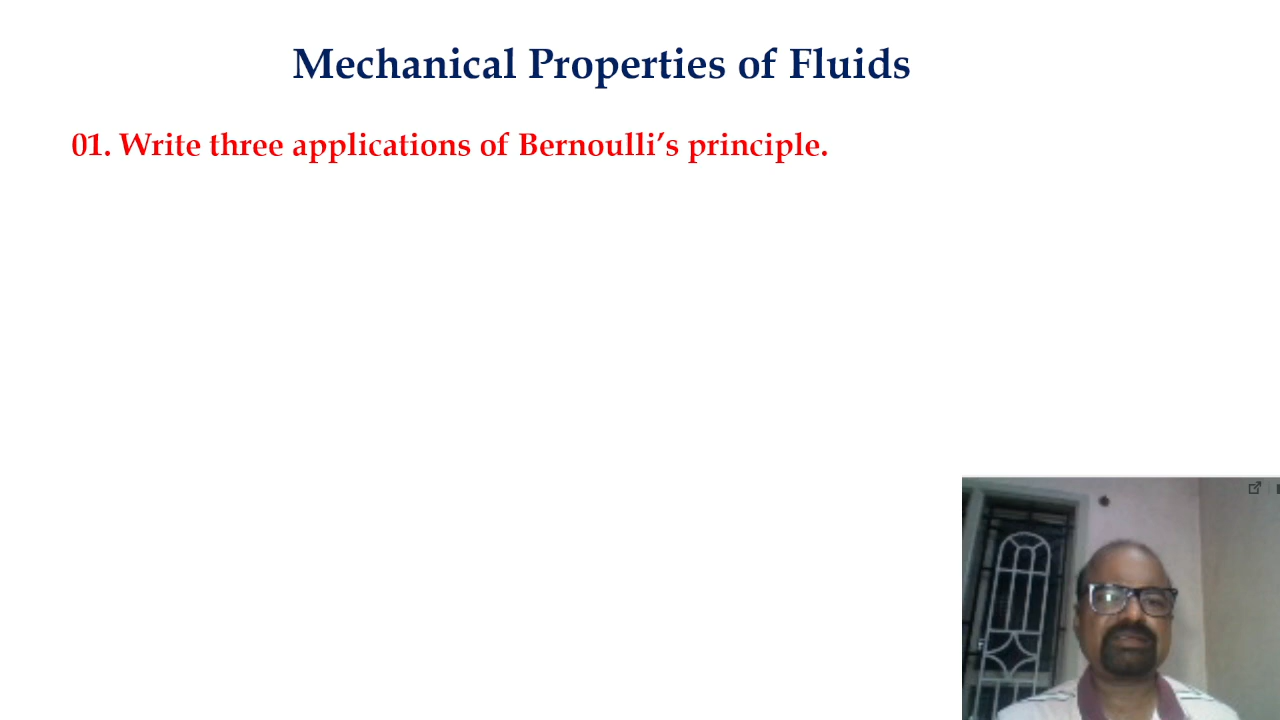 Mechanical Properties of Fluids
01. Write three applications of Bernoulli’s principle.